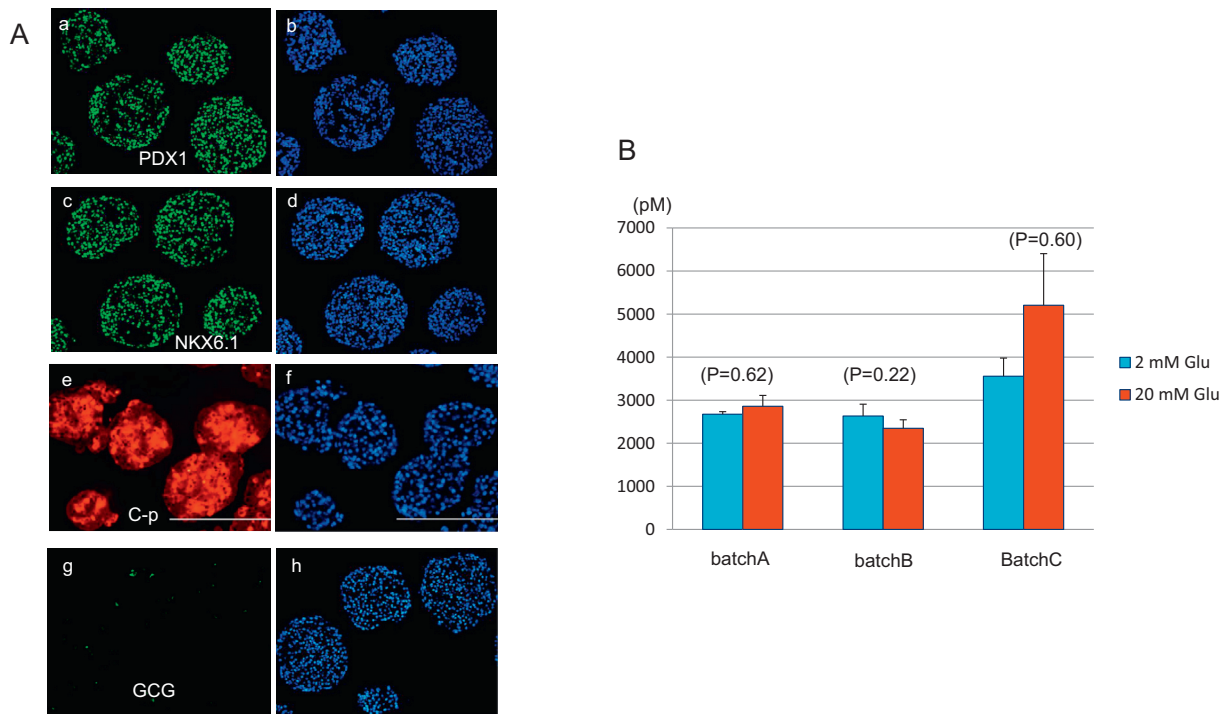 A
a
b
PDX1
c
d
NKX6.1
e
f
C-p
g
h
GCG
B
(pM)
7000
6000
5000
4000
3000
2000
1000
0
(P=0.62)
(P=0.22)
(P=0.60)
batchA
batchB
BatchC
2 mM Glu
20 mM Glu